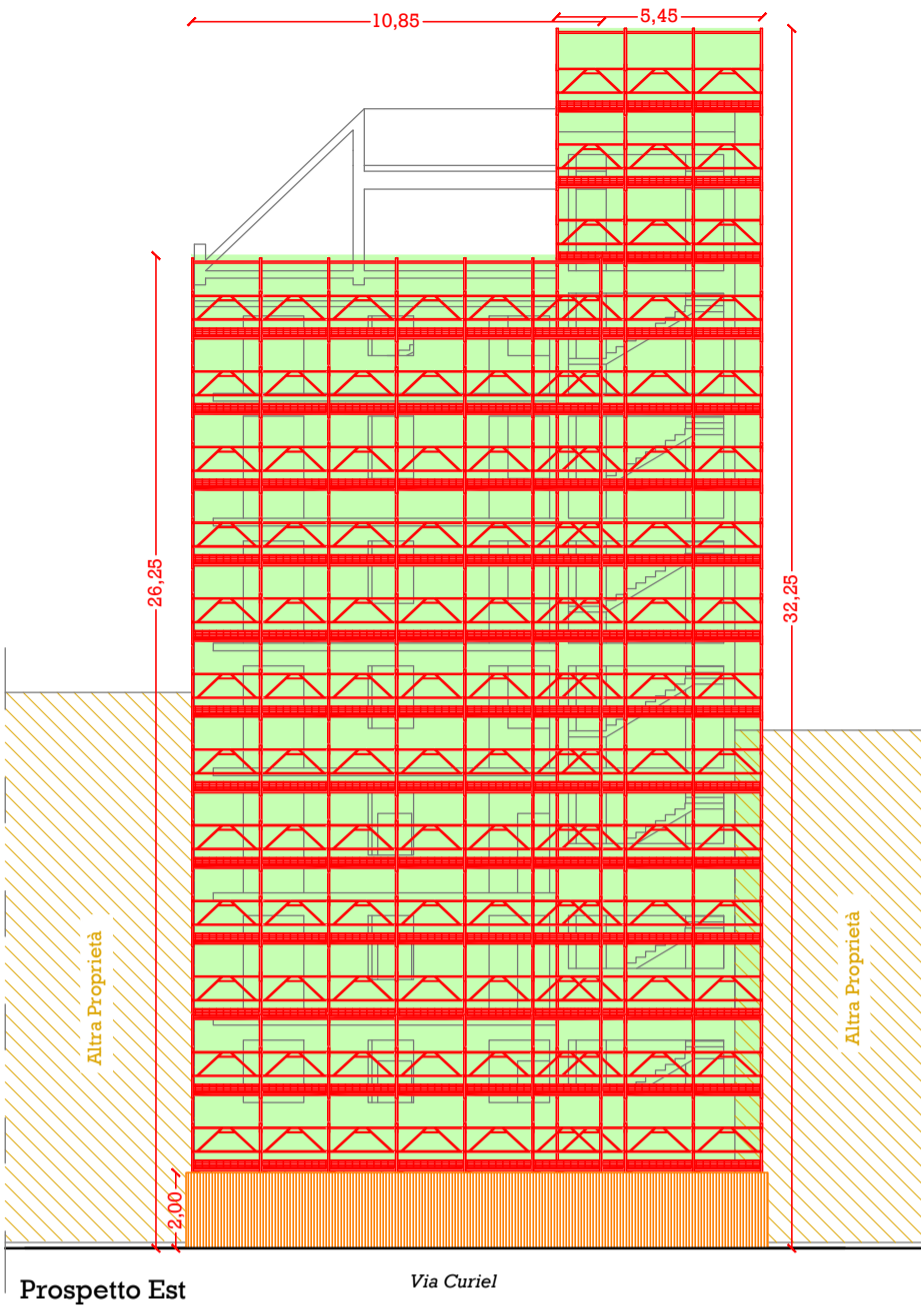 10,85
5,45
26,25
32,25
Altra Proprietà
Altra Proprietà
2,00
Prospetto Est
Via Curiel